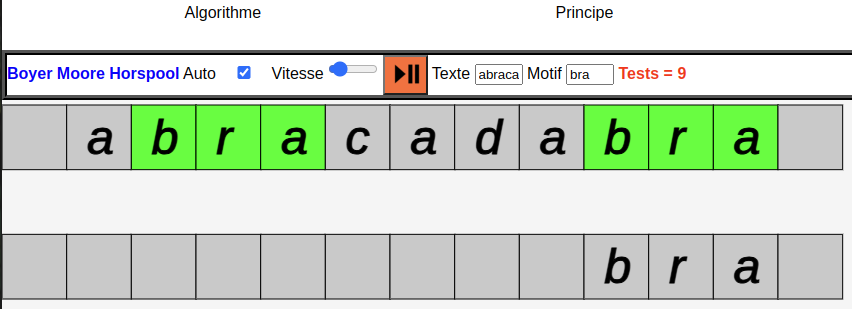 Algorithme Principe
Boyer Moore Horspool Auto Vitesse Texte abraca Motif bra Tests = 9
a b r a c a d a b r a
b r a